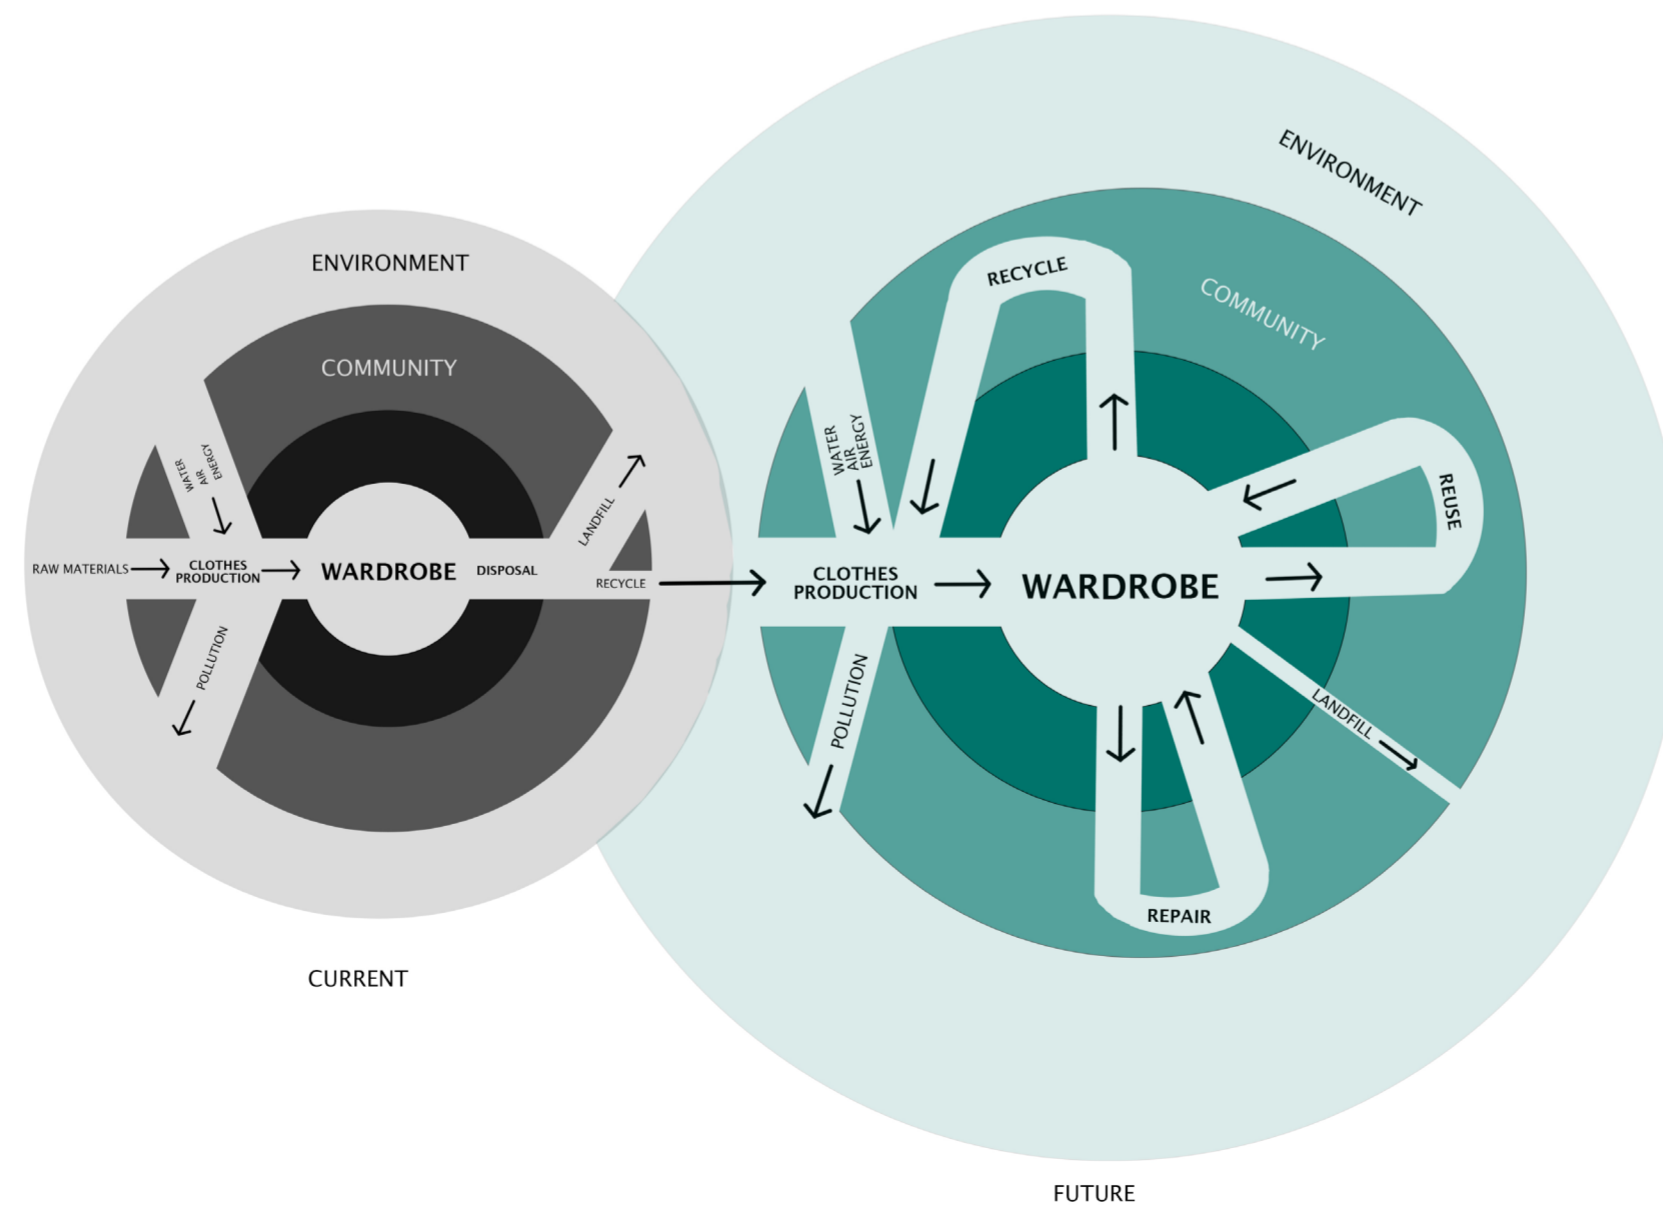 ENVIRONMENT
COMMUNITY
WATER
AIR
ENERGY
RAW MATERIALS
CLOTHES
PRODUCTION
WARDROBE
DISPOSAL
LANDFILL
RECYCLE
POLLUTION
CURRENT
ENVIRONMENT
COMMUNITY
RECYCLE
WATER
AIR
ENERGY
CLOTHES
PRODUCTION
WARDROBE
REUSE
LANDFILL
POLLUTION
REPAIR
FUTURE